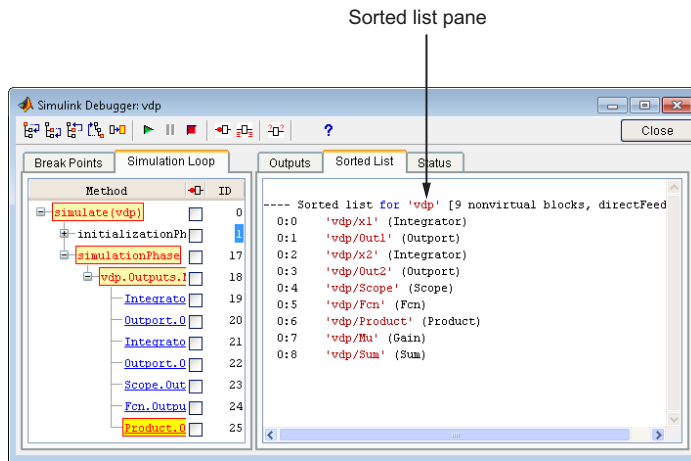 Sorted list pane
Simulink Debugger: vdp
Close
Break Points
Simulation Loop
Method
ID
simulate(vdp) 0
initializationPh 1
simulationPhase 17
vdp.Outputs. 18
Integrato 19
Outport.O 20
Integrato 21
Outport.O 22
Scope.Out 23
Fcn.Outpu 24
Product.O 25
Outputs
Sorted List
Status
---- Sorted list for 'vdp' [9 nonvirtual blocks, directFeed
0:0 'vdp/x1' (Integrator)
0:1 'vdp/Out1' (Outport)
0:2 'vdp/x2' (Integrator)
0:3 'vdp/Out2' (Outport)
0:4 'vdp/Scope' (Scope)
0:5 'vdp/Fcn' (Fcn)
0:6 'vdp/Product' (Product)
0:7 'vdp/Mu' (Gain)
0:8 'vdp/Sum' (Sum)